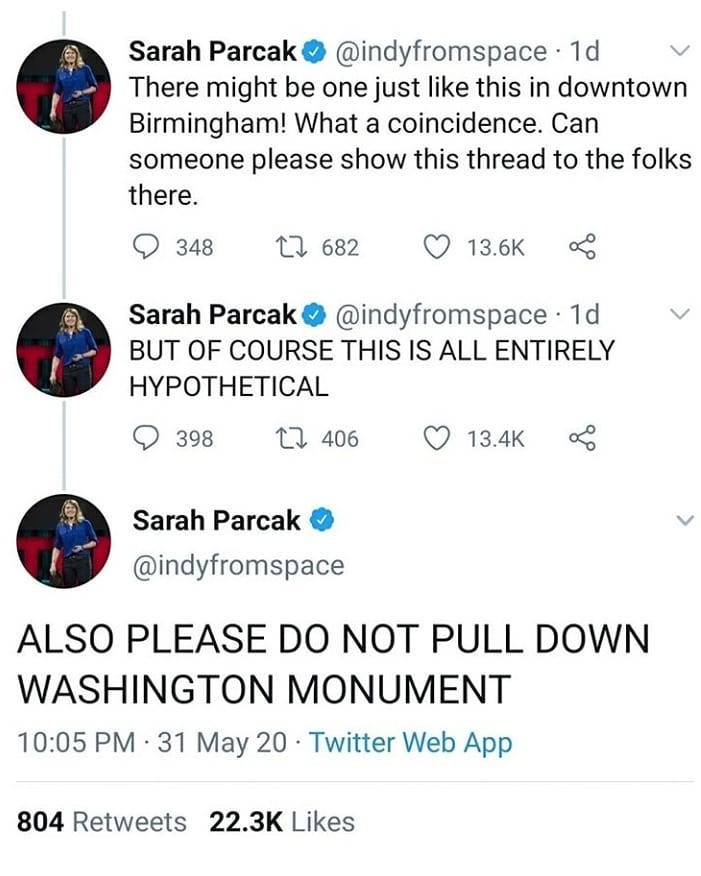 Sarah Parcak @indyfromspace · 1d
There might be one just like this in downtown
Birmingham! What a coincidence. Can
someone please show this thread to the folks
there.
348 682 13.6K
Sarah Parcak @indyfromspace · 1d
BUT OF COURSE THIS IS ALL ENTIRELY
HYPOTHETICAL
398 406 13.4K
Sarah Parcak
@indyfromspace
ALSO PLEASE DO NOT PULL DOWN
WASHINGTON MONUMENT
10:05 PM · 31 May 20 · Twitter Web App
804 Retweets 22.3K Likes